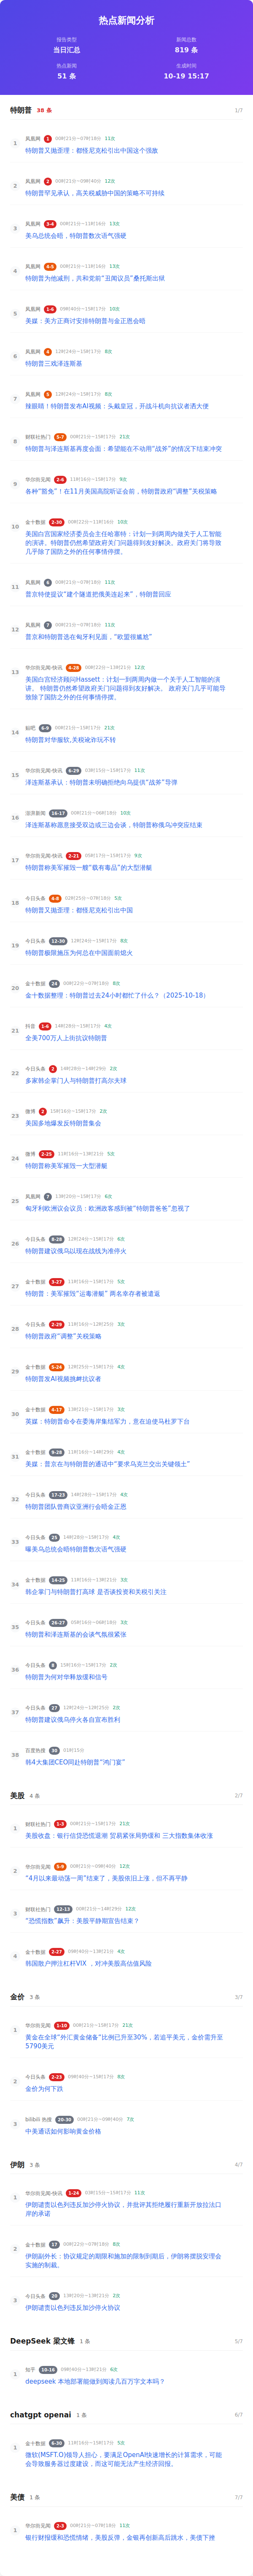 热点新闻分析
报告类型
新闻总数
当日汇总
819 条
热点新闻
生成时间
51 条
10-19 15:17
特朗普 38 条 1/7
1 凤凰网 1 00时21分~07时18分 11次
特朗普又抛歪理：都怪尼克松引出中国这个强敌
2 凤凰网 2 00时21分~09时40分 12次
特朗普罕见承认，高关税威胁中国的策略不可持续
3 凤凰网 3-4 00时21分~11时16分 13次
美乌总统会晤，特朗普数次语气强硬
4 凤凰网 4-5 00时21分~11时16分 13次
特朗普为他减刑，共和党前“丑闻议员”桑托斯出狱
5 凤凰网 1-6 09时40分~15时17分 10次
美媒：美方正商讨安排特朗普与金正恩会晤
6 凤凰网 4 12时24分~15时17分 8次
特朗普三戏泽连斯基
7 凤凰网 5 12时24分~15时17分 8次
辣眼睛！特朗普发布AI视频：头戴皇冠，开战斗机向抗议者洒大便
8 财联社热门 5-7 00时21分~15时17分 21次
特朗普与泽连斯基再度会面：希望能在不动用“战斧”的情况下结束冲突
9 华尔街见闻 2-6 11时16分~15时17分 9次
各种“豁免”！在11月美国高院听证会前，特朗普政府“调整”关税策略
10 金十数据 2-30 00时22分~11时16分 10次
美国白宫国家经济委员会主任哈塞特：计划一到两周内做关于人工智能
的演讲。特朗普仍然希望政府关门问题得到友好解决。政府关门将导致
几乎除了国防之外的任何事情停摆。
11 凤凰网 6 00时21分~07时18分 11次
普京特使提议“建个隧道把俄美连起来”，特朗普回应
12 凤凰网 7 00时21分~07时18分 11次
普京和特朗普选在匈牙利见面，“欧盟很尴尬”
13 华尔街见闻-快讯 4-28 00时22分~13时21分 12次
美国白宫经济顾问Hassett：计划一到两周内做一个关于人工智能的演
讲。 特朗普仍然希望政府关门问题得到友好解决。 政府关门几乎可能导
致除了国防之外的任何事情停摆。
14 贴吧 6-9 00时21分~15时17分 21次
特朗普对华服软,关税讹诈玩不转
15 华尔街见闻-快讯 6-29 03时15分~15时17分 11次
泽连斯基承认：特朗普未明确拒绝向乌提供“战斧”导弹
16 澎湃新闻 16-17 00时21分~06时18分 10次
泽连斯基称愿意接受双边或三边会谈，特朗普称俄乌冲突应结束
17 华尔街见闻-快讯 2-21 05时17分~15时17分 9次
特朗普称美军摧毁一艘“载有毒品”的大型潜艇
18 今日头条 4-9 02时25分~07时18分 5次
特朗普又抛歪理：都怪尼克松引出中国
19 今日头条 12-30 12时24分~15时17分 8次
特朗普极限施压为何总在中国面前熄火
20 金十数据 24 00时22分~07时18分 8次
金十数据整理：特朗普过去24小时都忙了什么？（2025-10-18）
21 抖音 1-6 14时28分~15时17分 4次
全美700万人上街抗议特朗普
22 今日头条 2 14时28分~14时29分 2次
多家韩企掌门人与特朗普打高尔夫球
23 微博 2 15时16分~15时17分 2次
美国多地爆发反特朗普集会
24 微博 2-25 11时16分~13时21分 5次
特朗普称美军摧毁一大型潜艇
25 凤凰网 7 13时20分~15时17分 6次
匈牙利欧洲议会议员：欧洲政客感到被“特朗普爸爸”忽视了
26 今日头条 8-28 12时24分~15时17分 6次
特朗普建议俄乌以现在战线为准停火
27 金十数据 3-27 11时16分~15时17分 5次
特朗普：美军摧毁“运毒潜艇” 两名幸存者被遣返
28 今日头条 2-28 11时16分~12时25分 3次
特朗普政府“调整”关税策略
29 金十数据 5-24 12时25分~15时17分 4次
特朗普发AI视频挑衅抗议者
30 金十数据 4-17 13时21分~15时17分 3次
英媒：特朗普命令在委海岸集结军力，意在迫使马杜罗下台
31 金十数据 9-28 11时16分~14时29分 4次
美媒：普京在与特朗普的通话中“要求乌克兰交出关键领土”
32 今日头条 17-23 14时28分~15时17分 4次
特朗普团队曾商议亚洲行会晤金正恩
33 今日头条 25 14时28分~15时17分 4次
曝美乌总统会晤特朗普数次语气强硬
34 金十数据 14-25 11时16分~13时21分 3次
韩企掌门与特朗普打高球 是否谈投资和关税引关注
35 今日头条 26-27 05时16分~06时18分 3次
特朗普和泽连斯基的会谈气氛很紧张
36 今日头条 8 15时16分~15时17分 2次
特朗普为何对华释放缓和信号
37 今日头条 27 12时24分~12时25分 2次
特朗普建议俄乌停火各自宣布胜利
38 百度热搜 30 01时15分
韩4大集团CEO同赴特朗普“鸿门宴”
美股 4 条 2/7
1 财联社热门 1-3 00时21分~15时17分 21次
美股收盘：银行信贷恐慌退潮 贸易紧张局势缓和 三大指数集体收涨
2 华尔街见闻 5-9 00时21分~09时40分 12次
“4月以来最动荡一周”结束了，美股依旧上涨，但不再平静
3 财联社热门 12-13 00时21分~14时29分 12次
“恐慌指数”飙升：美股平静期宣告结束？
4 金十数据 2-27 09时40分~13时21分 4次
韩国散户押注杠杆VIX ，对冲美股高估值风险
金价 3 条 3/7
1 华尔街见闻 1-10 00时21分~15时17分 21次
黄金在全球“外汇黄金储备”比例已升至30%，若追平美元，金价需升至
5790美元
2 今日头条 2-23 09时40分~15时17分 8次
金价为何下跌
3 bilibili 热搜 20-30 00时21分~09时40分 7次
中美通话如何影响黄金价格
伊朗 3 条 4/7
1 华尔街见闻-快讯 1-24 03时15分~15时17分 11次
伊朗谴责以色列违反加沙停火协议，并批评其拒绝履行重新开放拉法口
岸的承诺
2 金十数据 17 00时22分~07时18分 8次
伊朗副外长：协议规定的期限和施加的限制到期后，伊朗将摆脱安理会
实施的制裁。
3 今日头条 28 13时20分~13时21分 2次
伊朗谴责以色列违反加沙停火协议
DeepSeek 梁文锋 1 条 5/7
1 知乎 10-16 09时40分~13时21分 6次
deepseek 本地部署能做到阅读几百万字文本吗？
chatgpt openai 1 条 6/7
1 金十数据 6-30 11时16分~15时17分 5次
微软(MSFT.O)领导人担心，要满足OpenAI快速增长的计算需求，可能
会导致服务器过度建设，而这可能无法产生经济回报。
美债 1 条 7/7
1 华尔街见闻 2-3 00时21分~07时18分 11次
银行财报缓和恐慌情绪，美股反弹，金银再创新高后跳水，美债下挫